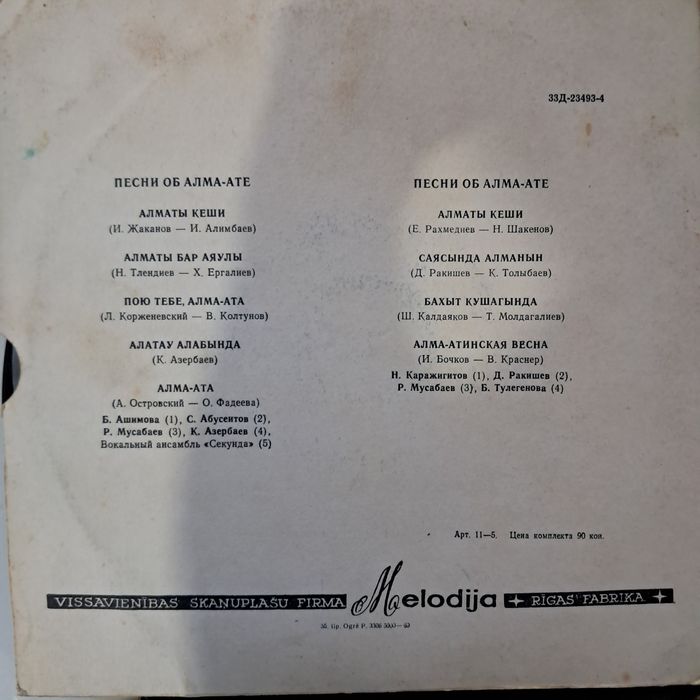 33Д-23493-4
ПЕСНИ ОБ АЛМА-АТЕ
АЛМАТЫ КЕШИ
(И. Жаканов — И. Алимбаев)
АЛМАТЫ БАР АЯУЛЫ
(Н. Тлендиев — Х. Ергалиев)
ПОЮ ТЕБЕ, АЛМА-АТА
(Л. Корженевский — В. Колтунов)
АЛАТАУ АЛАБЫНДА
(К. Азербаев)
АЛМА-АТА
(А. Островский — О. Фадеева)
Б. Ашимова (1), С. Абусеитов (2),
Р. Мусабаев (3), К. Азербаев (4),
Вокальный ансамбль «Секунда» (5)
ПЕСНИ ОБ АЛМА-АТЕ
АЛМАТЫ КЕШИ
(Е. Рахмедиев — Н. Шакенов)
САЯСЫНДА АЛМАНЫН
(Д. Ракишев — К. Толыбаев)
БАХЫТ КУШАГЫНДА
(Ш. Калдаяков — Т. Молдагалиев)
АЛМА-АТИНСКАЯ ВЕСНА
(И. Бочков — В. Краснер)
Н. Каражигитов (1), Д. Ракишев (2),
Р. Мусабаев (3), Б. Тулегенова (4)
Арт. 11—5. Цена комплекта 90 коп.
VISSAVIENĪBAS SKAŅUPLAŠU FIRMA Melodija RĪGAS FABRIKA
Ogrē P.